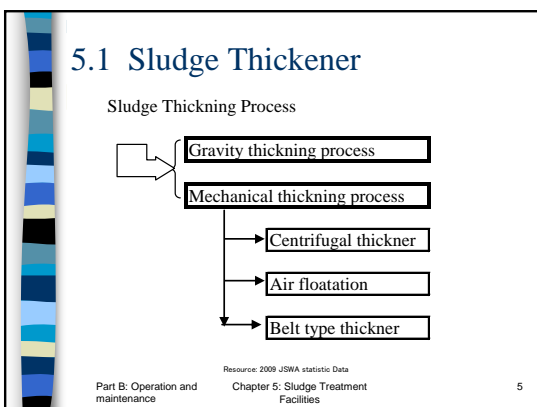 5.1 Sludge Thickener
Sludge Thickning Process
Gravity thickning process
Mechanical thickning process
Centrifugal thickner
Air floatation
Belt type thickner
Resource: 2009 JSWA statistic Data
Part B: Operation and
maintenance
Chapter 5: Sludge Treatment
Facilities
5